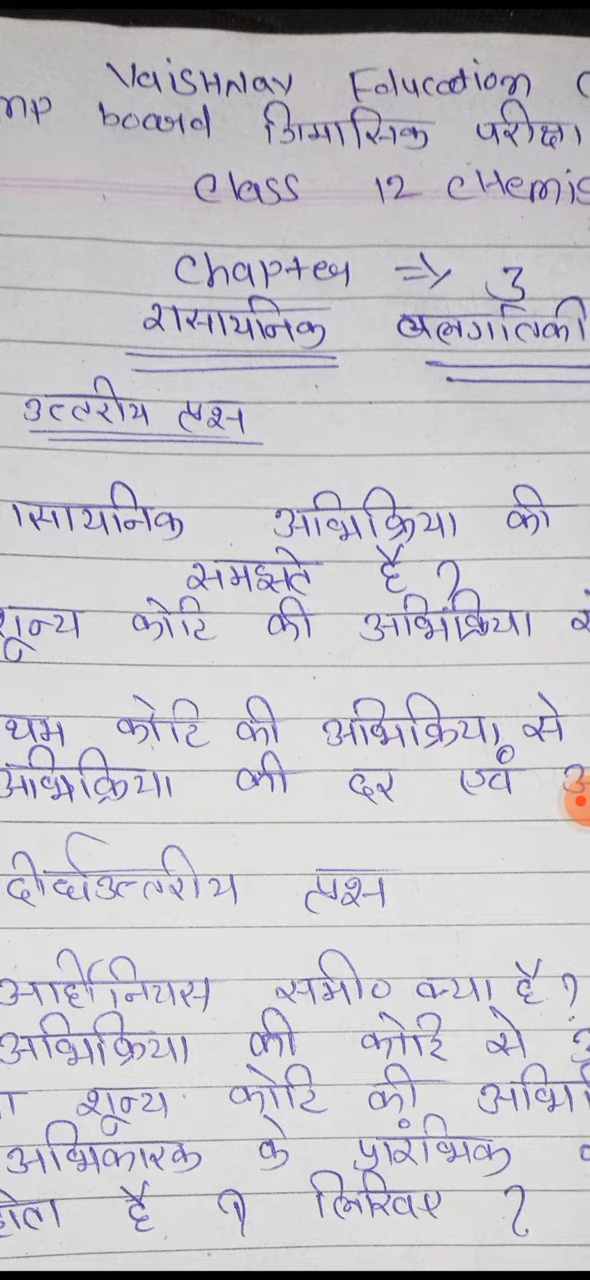 Vaishnav Education
mp board त्रिमासिक परीक्षा
Class 12 CHemis
Chapter => 3
रासायनिक बलगतिकी
उत्तरीय प्रश्न
ासायनिक अभिक्रिया की
समझते है ?
शून्य कोटि की अभिक्रिया से
थम कोटि की अभिक्रिया से
अभिक्रिया की दर एवं
दीर्घउत्तरीय प्रश्न
आर्हेनियस समी० क्या है ?
अभिक्रिया की कोटि से
शून्य कोटि की अभि
अभिकारक के प्रारंभिक
होता है ? लिखिए ?